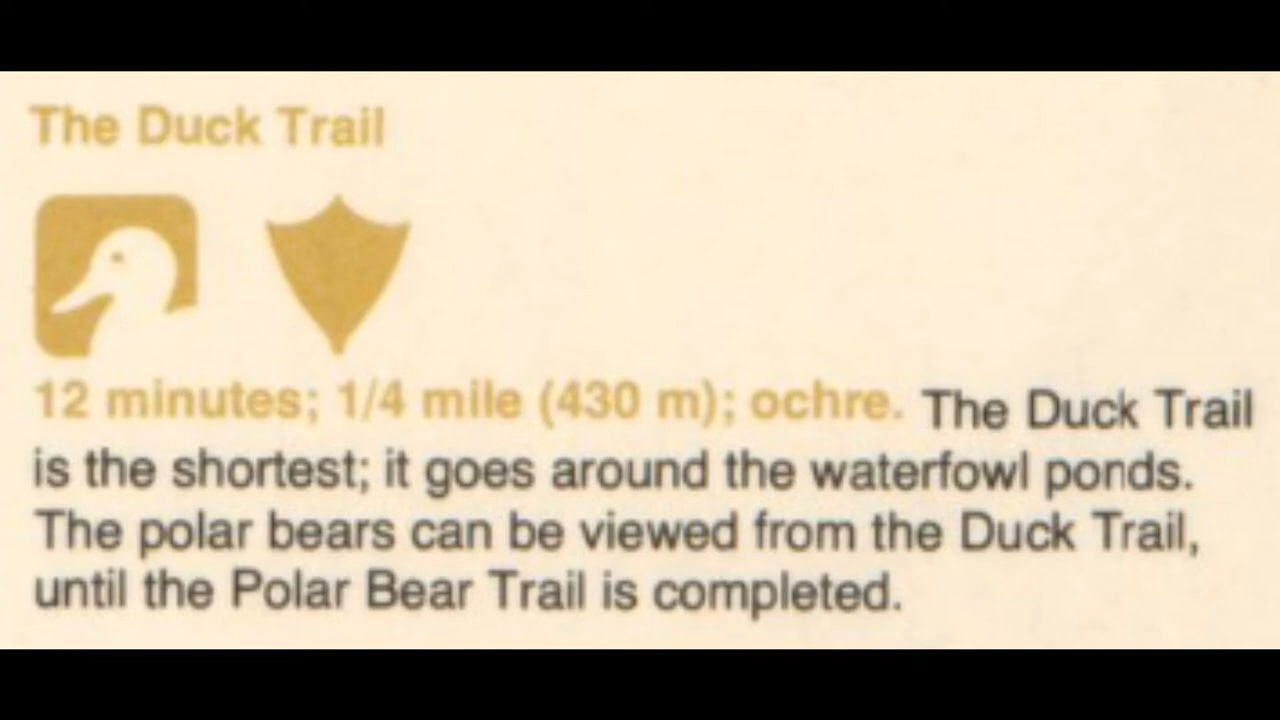 The Duck Trail
12 minutes; 1/4 mile (430 m); ochre. The Duck Trail
is the shortest; it goes around the waterfowl ponds.
The polar bears can be viewed from the Duck Trail,
until the Polar Bear Trail is completed.